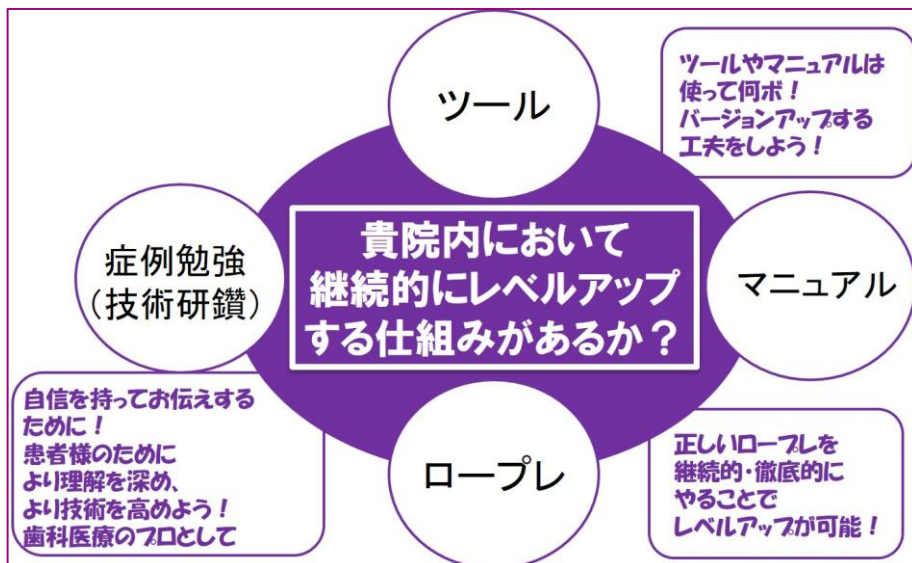 ツール
ツールやマニュアルは
使って何ボ！
バージョンアップする
工夫をしよう！
貴院内において
継続的にレベルアップ
する仕組みがあるか？
症例勉強
（技術研鑽）
マニュアル
自信を持ってお伝えする
ために！
患者様のために
より理解を深め、
より技術を高めよう！
歯科医療のプロとして
ロープレ
正しいロープレを
継続的・徹底的に
やることで
レベルアップが可能！